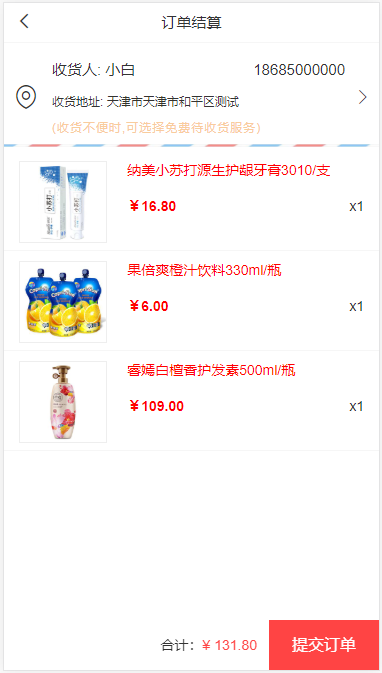 订单结算
收货人: 小白 18685000000
收货地址: 天津市天津市和平区测试
(收货不便时,可选择免费待收货服务)
小苏打
纳美小苏打源生护龈牙膏3010/支
￥16.80 x1
果倍爽橙汁饮料330ml/瓶
￥6.00 x1
睿嫣白檀香护发素500ml/瓶
￥109.00 x1
合计：¥ 131.80 提交订单